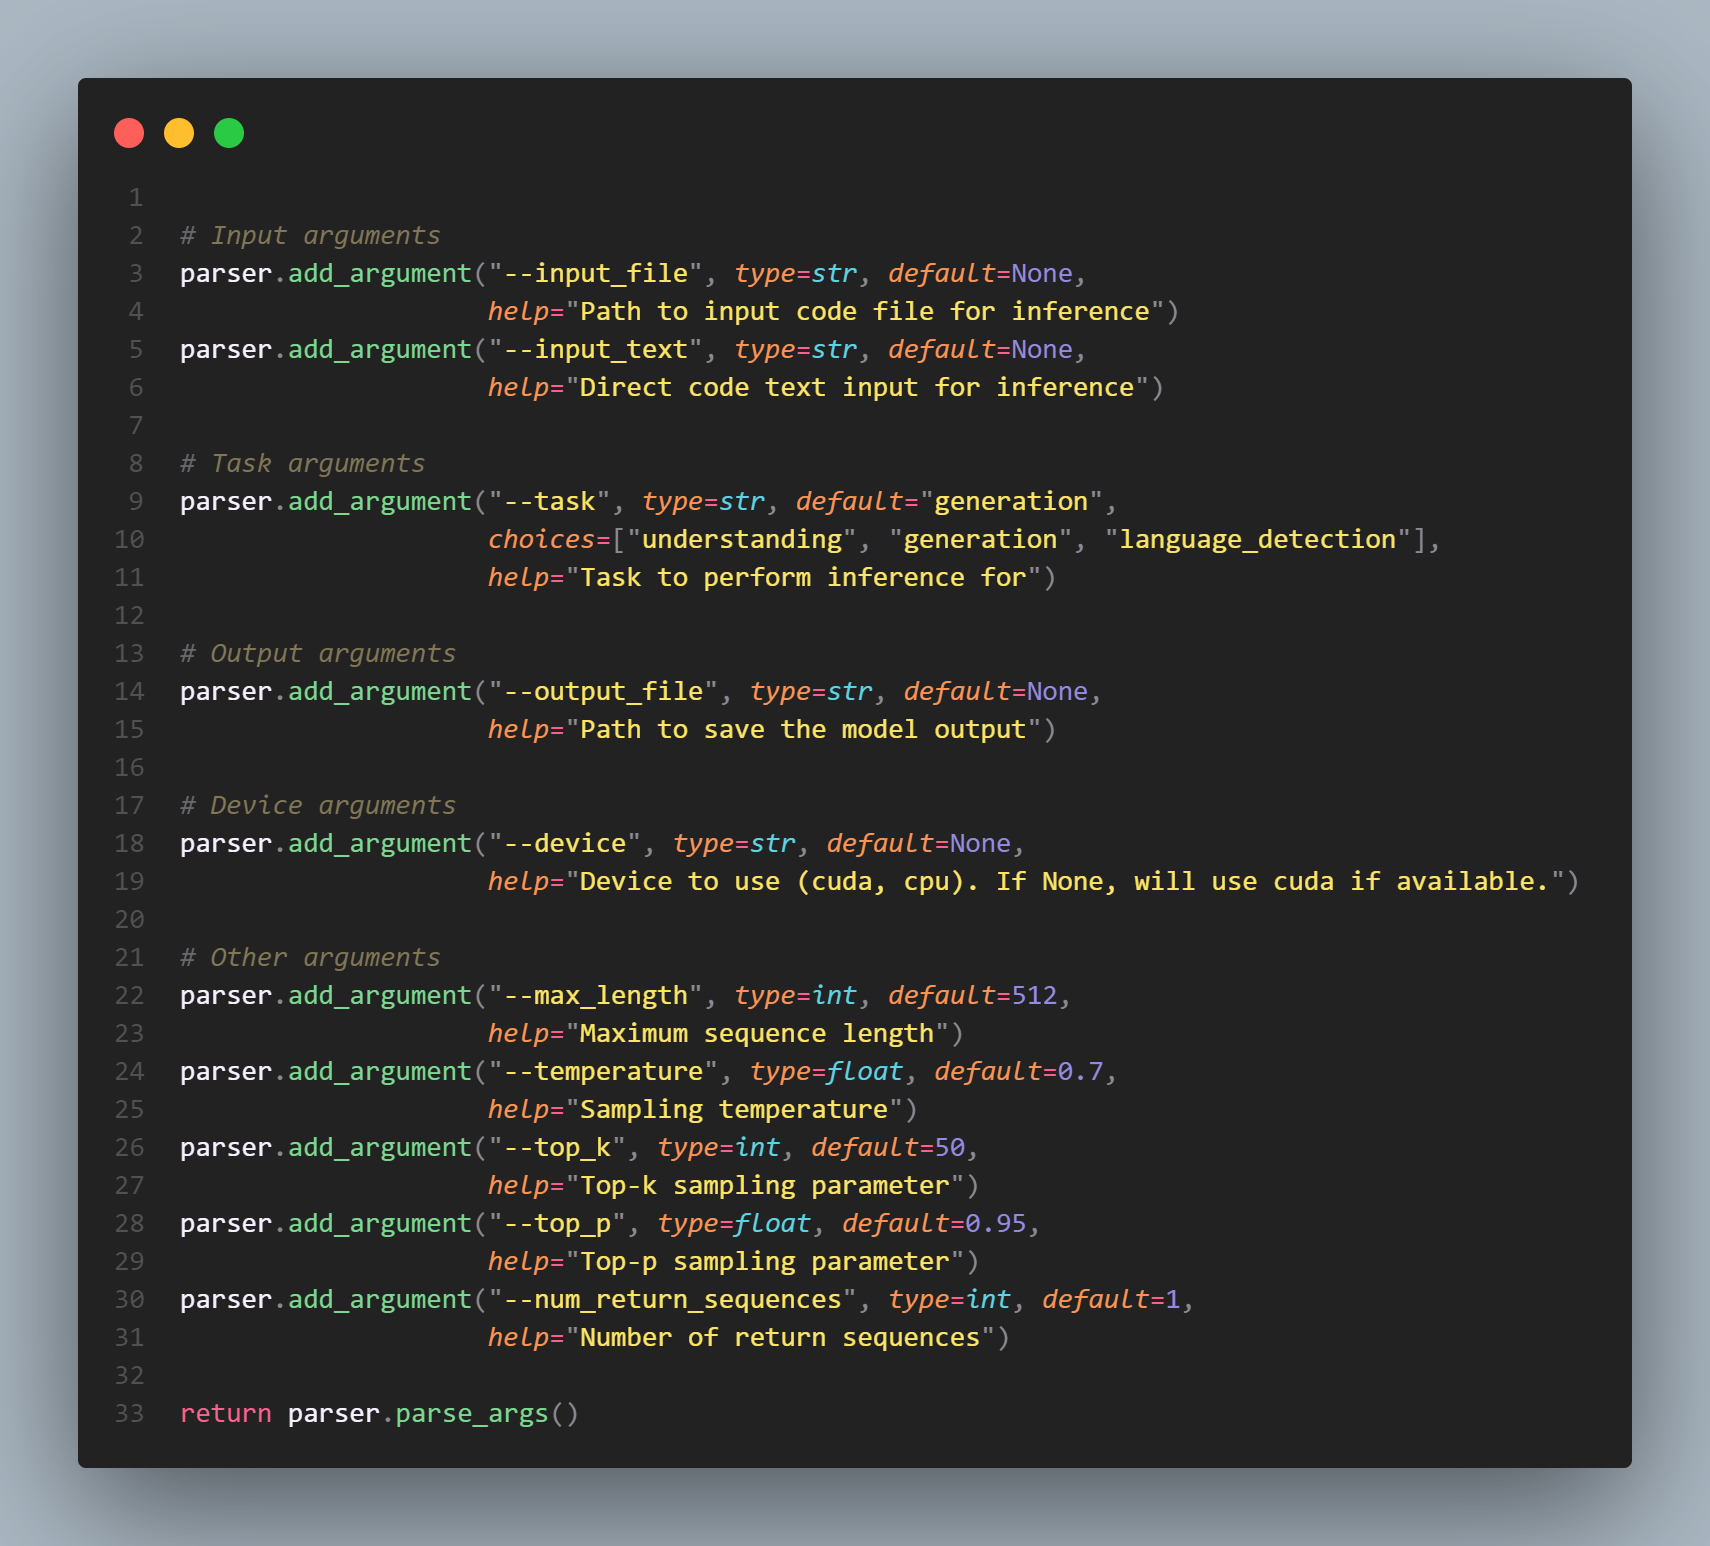 1
2 # Input arguments
3 parser.add_argument("--input_file", type=str, default=None,
4 help="Path to input code file for inference")
5 parser.add_argument("--input_text", type=str, default=None,
6 help="Direct code text input for inference")
7
8 # Task arguments
9 parser.add_argument("--task", type=str, default="generation",
10 choices=["understanding", "generation", "language_detection"],
11 help="Task to perform inference for")
12
13 # Output arguments
14 parser.add_argument("--output_file", type=str, default=None,
15 help="Path to save the model output")
16
17 # Device arguments
18 parser.add_argument("--device", type=str, default=None,
19 help="Device to use (cuda, cpu). If None, will use cuda if available.")
20
21 # Other arguments
22 parser.add_argument("--max_length", type=int, default=512,
23 help="Maximum sequence length")
24 parser.add_argument("--temperature", type=float, default=0.7,
25 help="Sampling temperature")
26 parser.add_argument("--top_k", type=int, default=50,
27 help="Top-k sampling parameter")
28 parser.add_argument("--top_p", type=float, default=0.95,
29 help="Top-p sampling parameter")
30 parser.add_argument("--num_return_sequences", type=int, default=1,
31 help="Number of return sequences")
32
33 return parser.parse_args()